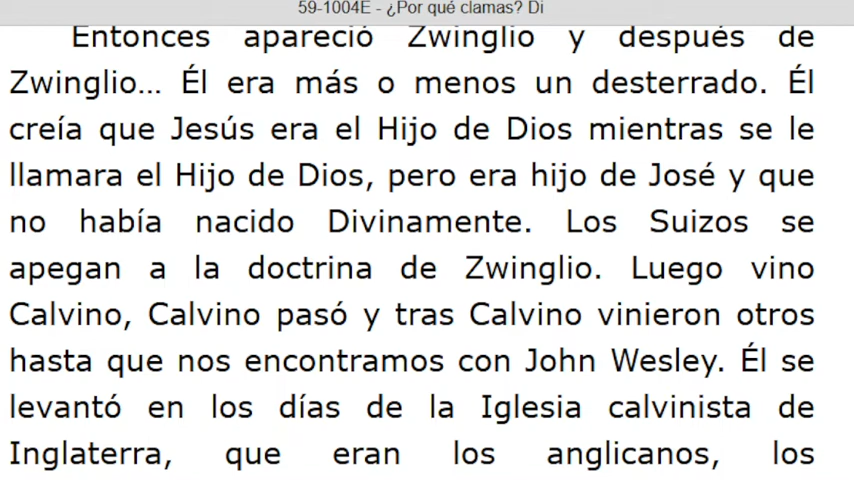 59-1004E - ¿Por qué clamas? Di
Entonces apareció Zwinglio y después de
Zwinglio... Él era más o menos un desterrado. Él
creía que Jesús era el Hijo de Dios mientras se le
llamara el Hijo de Dios, pero era hijo de José y que
no había nacido Divinamente. Los Suizos se
apegan a la doctrina de Zwinglio. Luego vino
Calvino, Calvino pasó y tras Calvino vinieron otros
hasta que nos encontramos con John Wesley. Él se
levantó en los días de la Iglesia calvinista de
Inglaterra, que eran los anglicanos, los